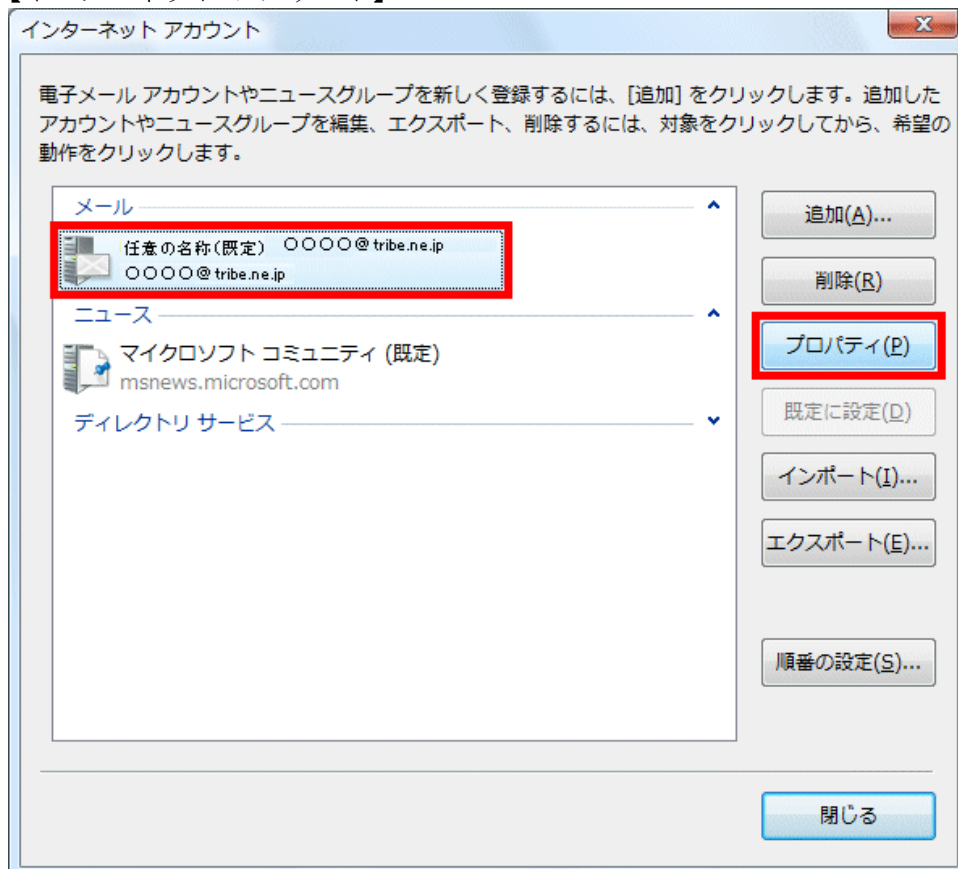 インターネット アカウント
電子メール アカウントやニュースグループを新しく登録するには、[追加] をクリックします。追加した
アカウントやニュースグループを編集、エクスポート、削除するには、対象をクリックしてから、希望の
動作をクリックします。
メール
追加(A)...
任意の名称(既定) 〇〇〇〇@tribe.ne.jp
〇〇〇〇@tribe.ne.jp
削除(R)
ニュース
プロパティ(P)
マイクロソフト コミュニティ (既定)
msnews.microsoft.com
既定に設定(D)
ディレクトリ サービス
インポート(I)...
エクスポート(E)...
順番の設定(S)...
閉じる